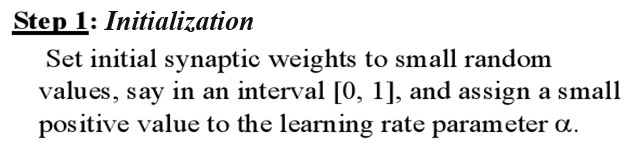 Step 1: Initialization
Set initial synaptic weights to small random
values, say in an interval [0, 1], and assign a small
positive value to the learning rate parameter α.